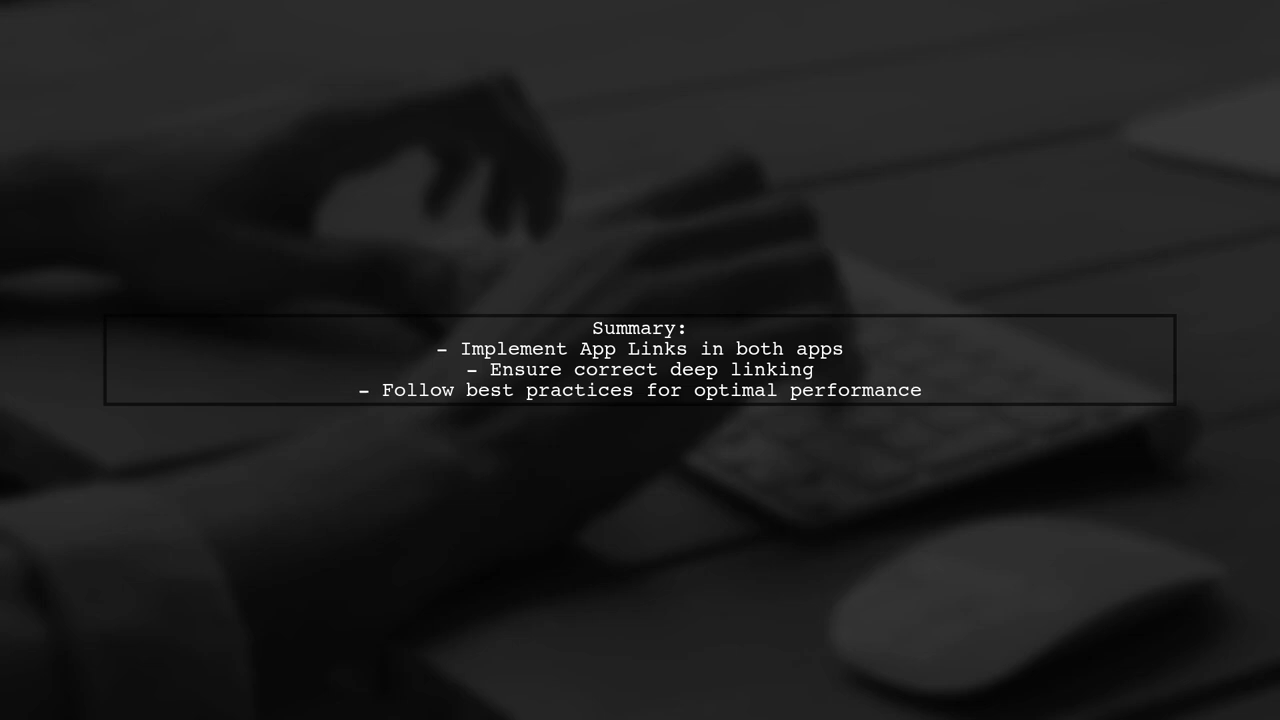 Summary:
- Implement App Links in both apps
- Ensure correct deep linking
- Follow best practices for optimal performance